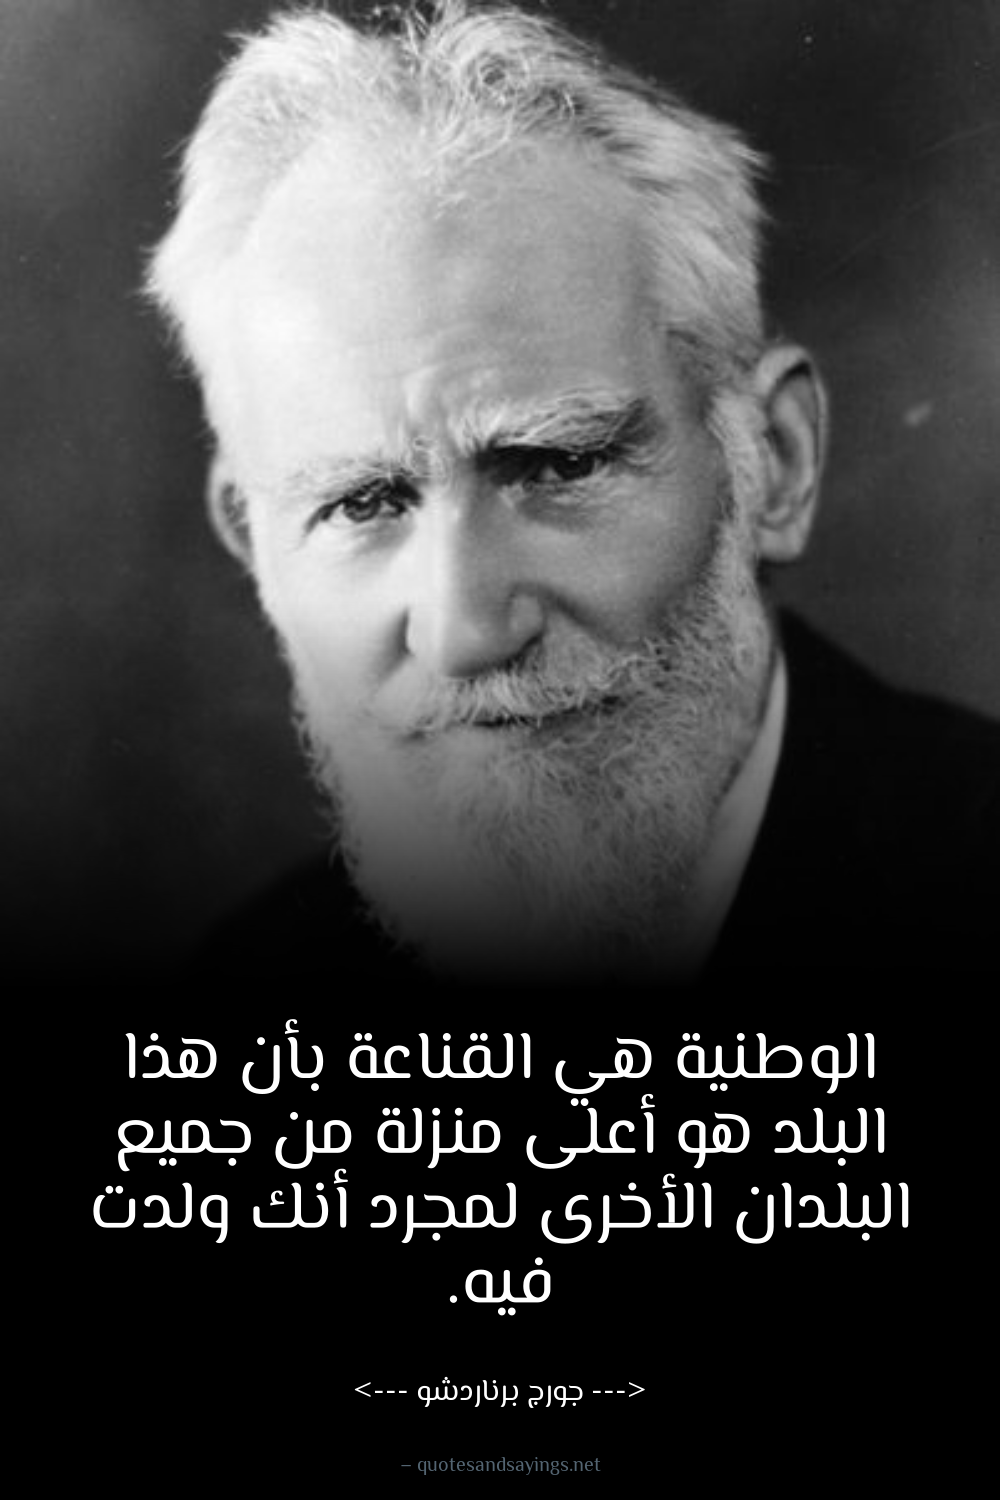 الوطنية هي القناعة بأن هذا
البلد هو أعلى منزلة من جميع
البلدان الأخرى لمجرد أنك ولدت
فيه.
<--- جورج برناردشو --->
– quotesandsayings.net